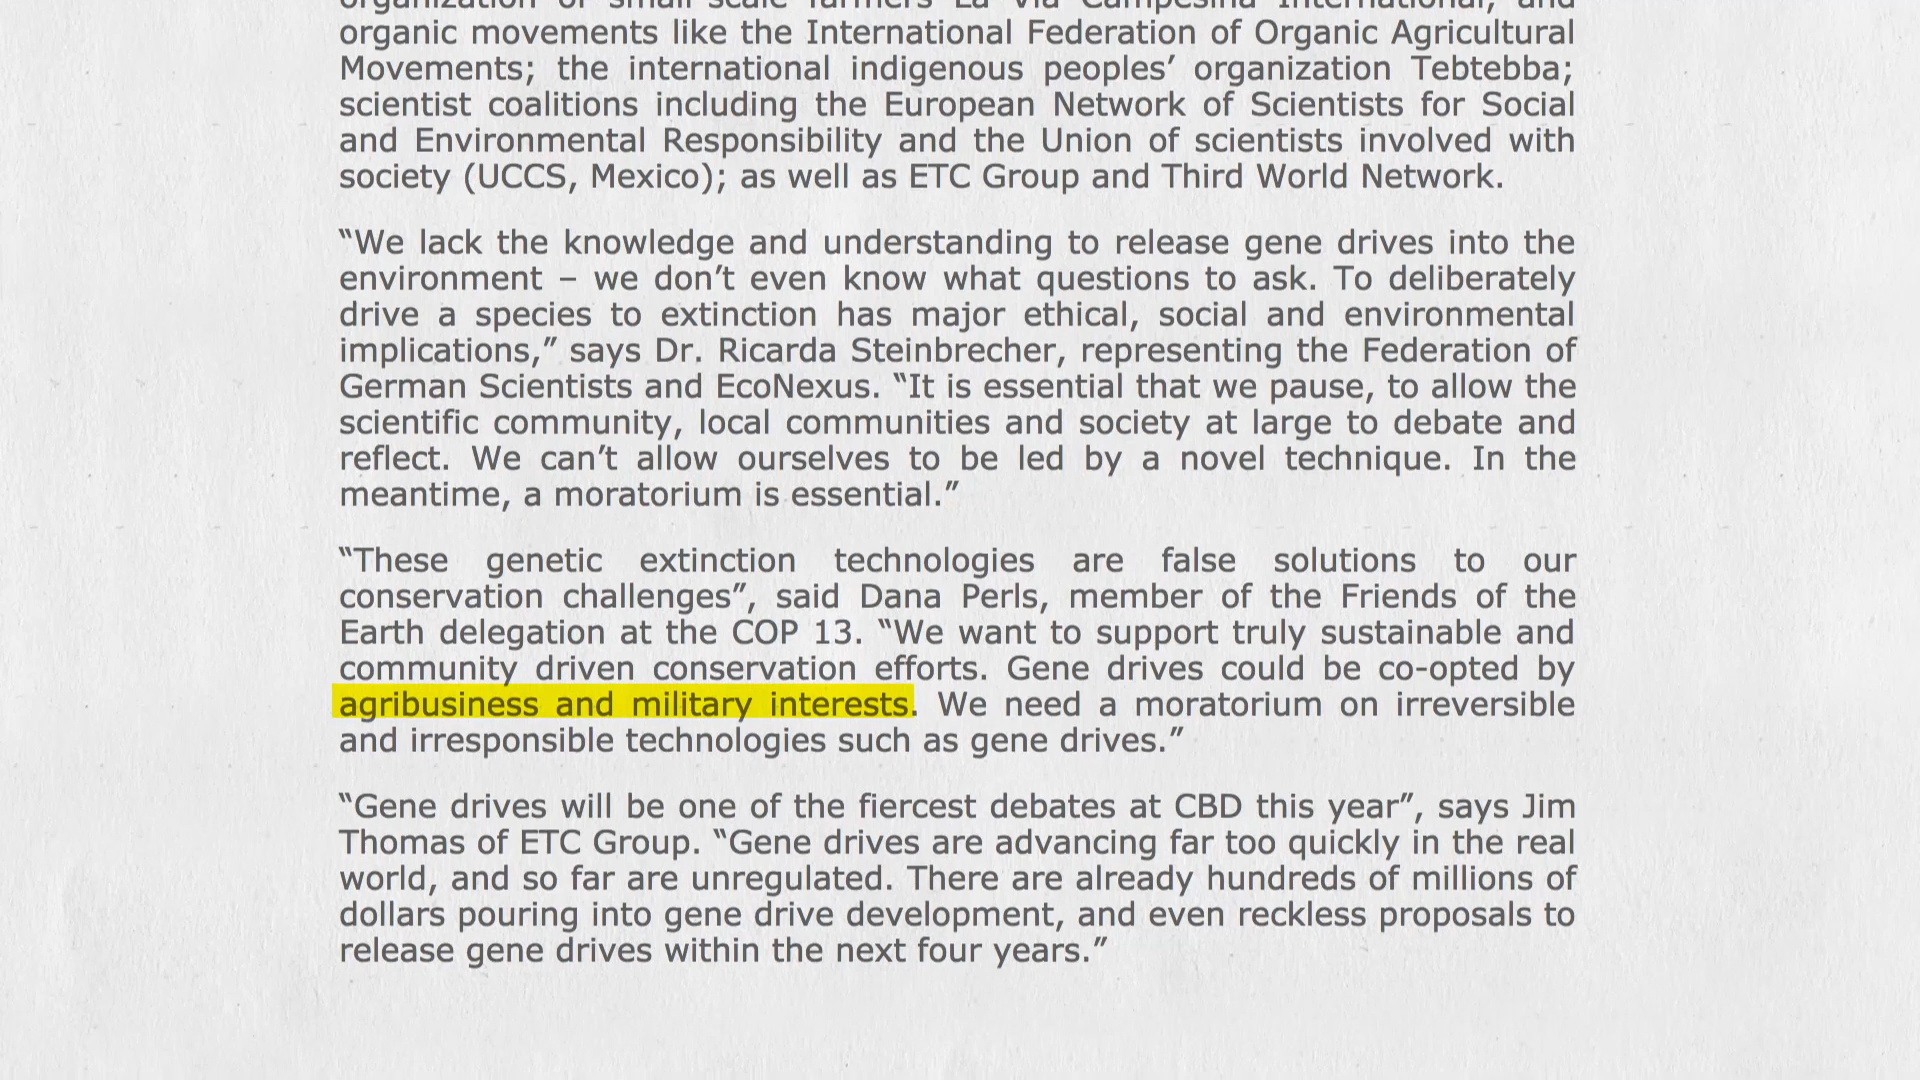 organization of small-scale farmers La Via Campesina International; and
organic movements like the International Federation of Organic Agricultural
Movements; the international indigenous peoples’ organization Tebtebba;
scientist coalitions including the European Network of Scientists for Social
and Environmental Responsibility and the Union of scientists involved with
society (UCCS, Mexico); as well as ETC Group and Third World Network.
“We lack the knowledge and understanding to release gene drives into the
environment – we don’t even know what questions to ask. To deliberately
drive a species to extinction has major ethical, social and environmental
implications,” says Dr. Ricarda Steinbrecher, representing the Federation of
German Scientists and EcoNexus. “It is essential that we pause, to allow the
scientific community, local communities and society at large to debate and
reflect. We can’t allow ourselves to be led by a novel technique. In the
meantime, a moratorium is essential.”
“These genetic extinction technologies are false solutions to our
conservation challenges”, said Dana Perls, member of the Friends of the
Earth delegation at the COP 13. “We want to support truly sustainable and
community driven conservation efforts. Gene drives could be co-opted by
agribusiness and military interests. We need a moratorium on irreversible
and irresponsible technologies such as gene drives.”
“Gene drives will be one of the fiercest debates at CBD this year”, says Jim
Thomas of ETC Group. “Gene drives are advancing far too quickly in the real
world, and so far are unregulated. There are already hundreds of millions of
dollars pouring into gene drive development, and even reckless proposals to
release gene drives within the next four years.”